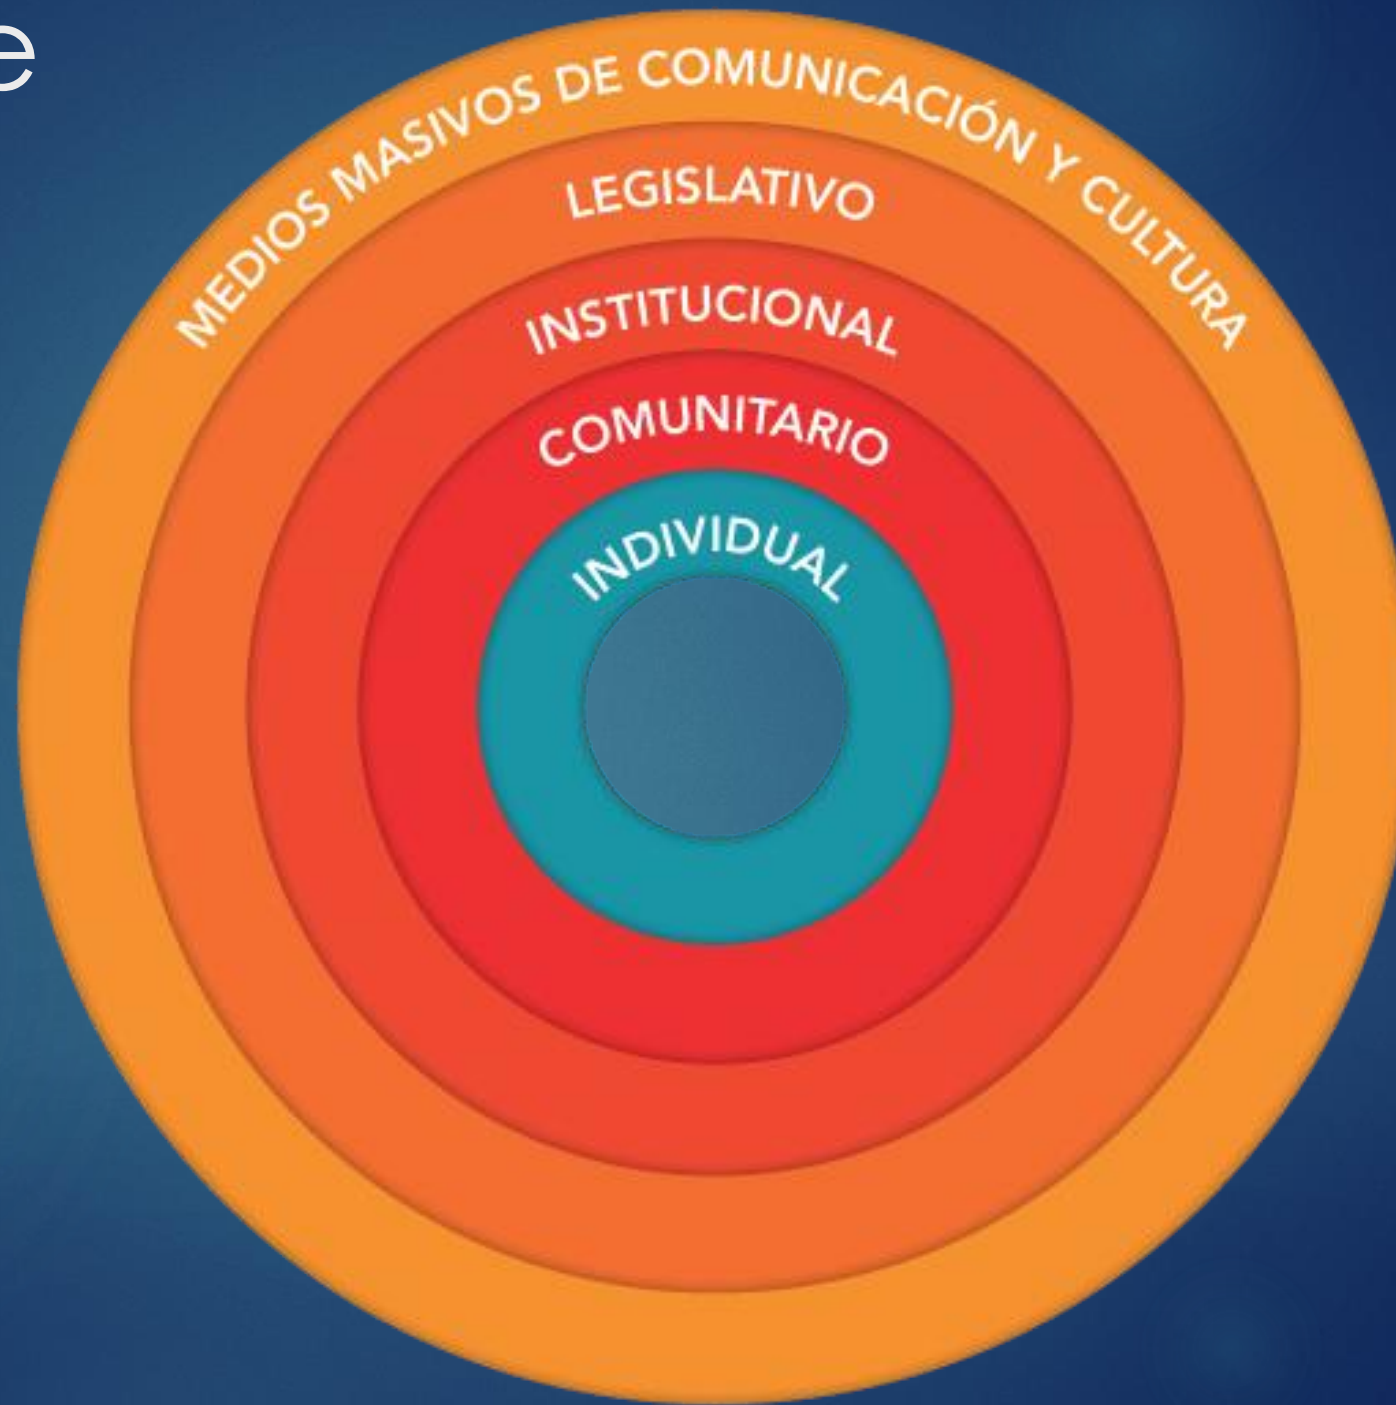 e
MEDIOS MASIVOS DE COMUNICACIÓN Y CULTURA
LEGISLATIVO
INSTITUCIONAL
COMUNITARIO
INDIVIDUAL